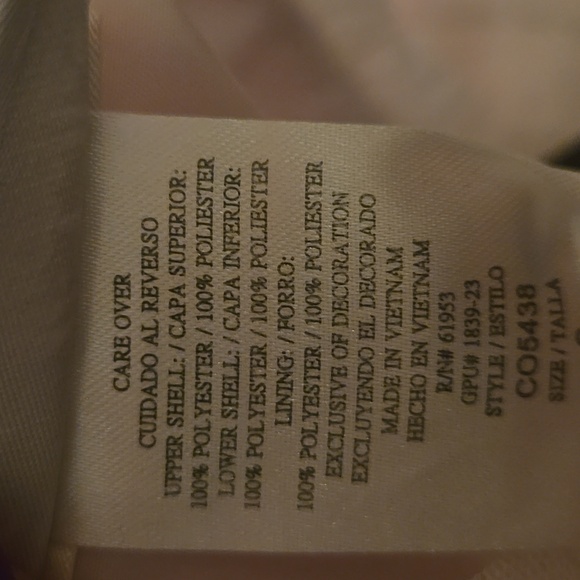 CARE OVER
CUIDADO AL REVERSO
UPPER SHELL: / CAPA SUPERIOR:
100% POLYESTER / 100% POLIESTER
LOWER SHELL: / CAPA INFERIOR:
100% POLYESTER / 100% POLIESTER
LINING: / FORRO:
100% POLYESTER / 100% POLIESTER
EXCLUSIVE OF DECORATION
EXCLUYENDO EL DECORADO
MADE IN VIETNAM
HECHO EN VIETNAM
R/N# 61953
GPU# 1839-23
STYLE / ESTILO
CO5438
SIZE / TALLA